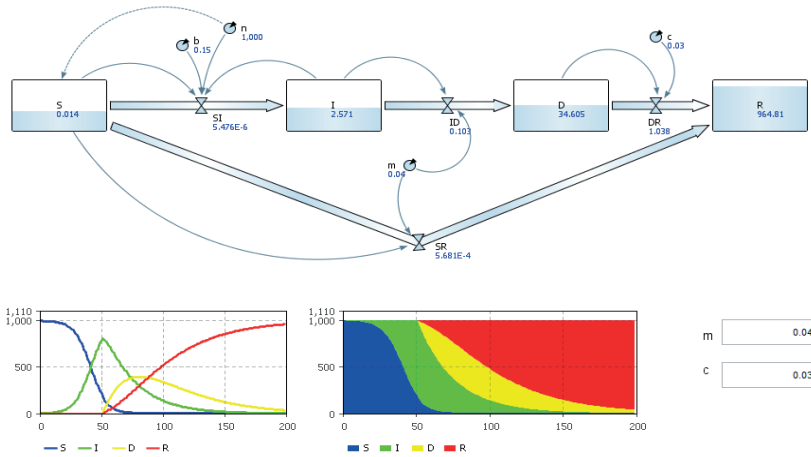 n
1,000
b
0.15
c
0.03
S
0.014
I
2.571
D
34.605
R
964.81
SI
5.476E-6
ID
0.103
DR
1.038
m
0.04
SR
5.681E-4
1,110
1,000
500
0
0 50 100 150 200
S I D R
1,110
1,000
500
0
0 50 100 150 200
S I D R
m 0.04
c 0.03